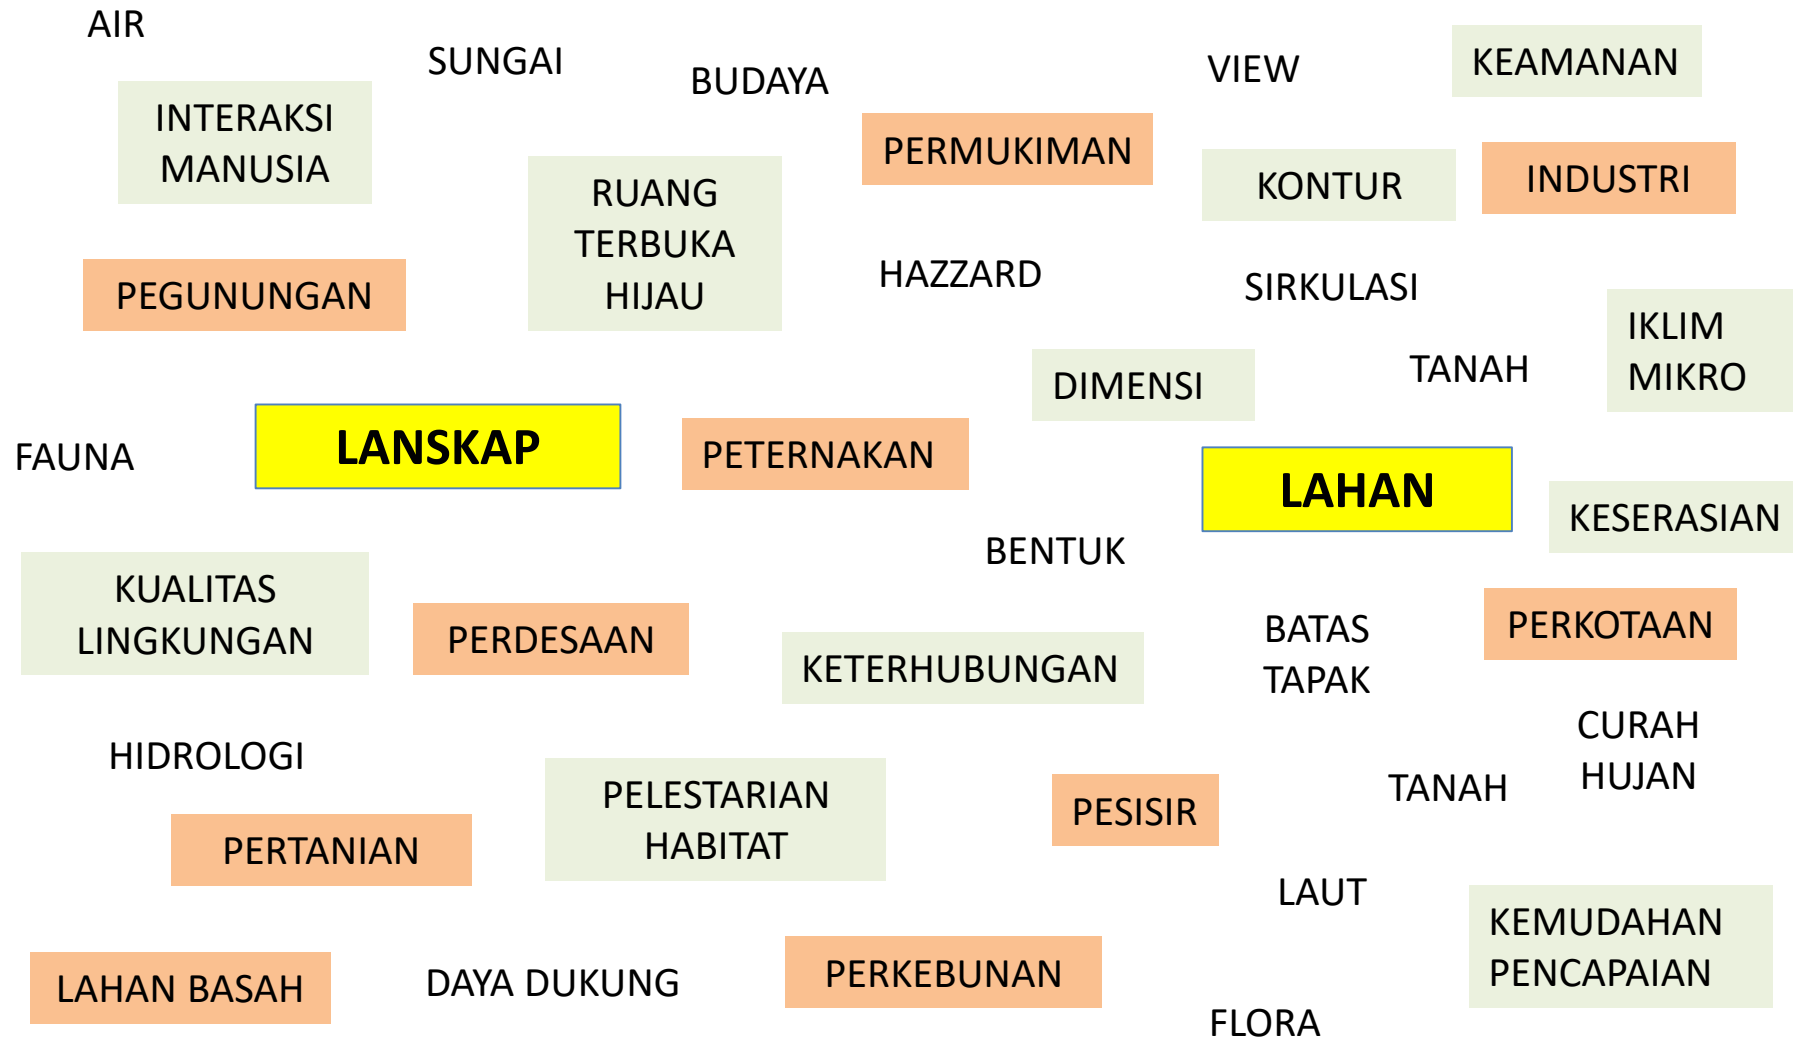 AIR
SUNGAI
BUDAYA
VIEW
KEAMANAN
INTERAKSI
MANUSIA
PERMUKIMAN
RUANG
TERBUKA
HIJAU
KONTUR
INDUSTRI
PEGUNUNGAN
HAZZARD
SIRKULASI
IKLIM
MIKRO
DIMENSI
TANAH
FAUNA
LANSKAP
PETERNAKAN
LAHAN
KESERASIAN
BENTUK
KUALITAS
LINGKUNGAN
PERDESAAN
KETERHUBUNGAN
BATAS
TAPAK
PERKOTAAN
HIDROLOGI
CURAH
HUJAN
PELESTARIAN
HABITAT
PESISIR
TANAH
PERTANIAN
LAUT
KEMUDAHAN
PENCAPAIAN
LAHAN BASAH
DAYA DUKUNG
PERKEBUNAN
FLORA